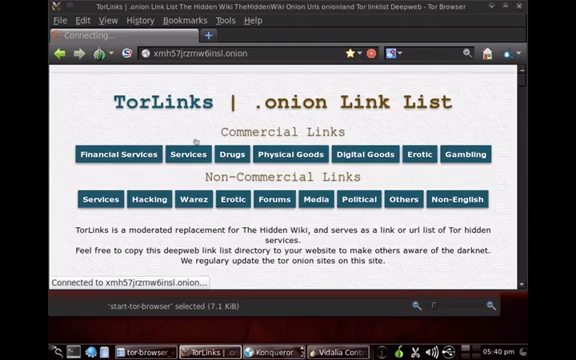 TorLinks | .onion Link List The Hidden Wiki TheHiddenWiki Onion Urls onionland Tor linklist Deepweb - Tor Browser
File Edit View History Bookmarks Tools Help
Connecting...
xmh57jrzrnw6insl.onion
TorLinks | .onion Link List
Commercial Links
Financial Services Services Drugs Physical Goods Digital Goods Erotic Gambling
Non-Commercial Links
Services Hacking Warez Erotic Forums Media Political Others Non-English
TorLinks is a moderated replacement for The Hidden Wiki, and serves as a link or url list of Tor hidden
services.
Feel free to copy this deepweb link list directory to your website to make others aware of the darknet.
We regulary update the tor onion sites on this site.
Connected to xmh57jrzrnw6insl.onion...
'start-tor-browser' selected (7.1 KiB)
tor-browser TorLinks | .on Konqueror 2 Vidalia Contr 1 05:40 pm